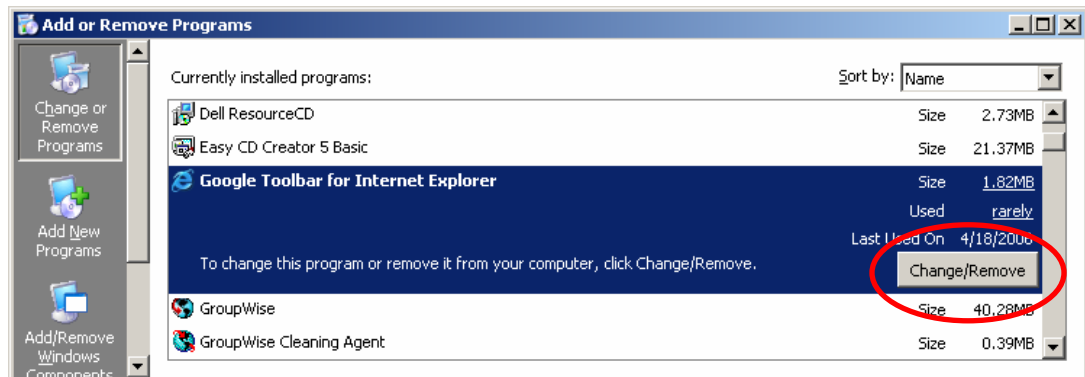 Add or Remove Programs
Change or
Remove
Programs
Add New
Programs
Add/Remove
Windows
Components
Currently installed programs:
Sort by: Name
Dell ResourceCD Size 2.73MB
Easy CD Creator 5 Basic Size 21.37MB
Google Toolbar for Internet Explorer Size 1.82MB
Used rarely
Last Used On 4/18/2006
To change this program or remove it from your computer, click Change/Remove. Change/Remove
GroupWise Size 40.28MB
GroupWise Cleaning Agent Size 0.39MB